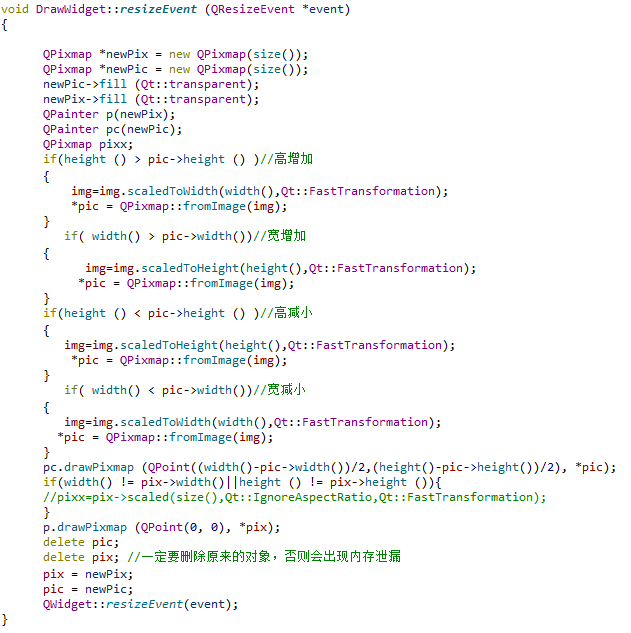 void DrawWidget::resizeEvent (QResizeEvent *event)
{
QPixmap *newPix = new QPixmap(size());
QPixmap *newPic = new QPixmap(size());
newPic->fill (Qt::transparent);
newPix->fill (Qt::transparent);
QPainter p(newPix);
QPainter pc(newPic);
QPixmap pixx;
if(height () > pic->height () )//高增加
{
img=img.scaledToWidth(width(),Qt::FastTransformation);
*pic = QPixmap::fromImage(img);
}
if( width() > pic->width())//宽增加
{
img=img.scaledToHeight(height(),Qt::FastTransformation);
*pic = QPixmap::fromImage(img);
}
if(height () < pic->height () )//高减小
{
img=img.scaledToHeight(height(),Qt::FastTransformation);
*pic = QPixmap::fromImage(img);
}
if( width() < pic->width())//宽减小
{
img=img.scaledToWidth(width(),Qt::FastTransformation);
*pic = QPixmap::fromImage(img);
}
pc.drawPixmap (QPoint((width()-pic->width())/2,(height()-pic->height())/2), *pic);
if(width() != pix->width()||height () != pix->height ()){
//pixx=pix->scaled(size(),Qt::IgnoreAspectRatio,Qt::FastTransformation);
}
p.drawPixmap (QPoint(0, 0), *pix);
delete pic;
delete pix; //一定要删除原来的对象，否则会出现内存泄漏
pix = newPix;
pic = newPic;
QWidget::resizeEvent(event);
}